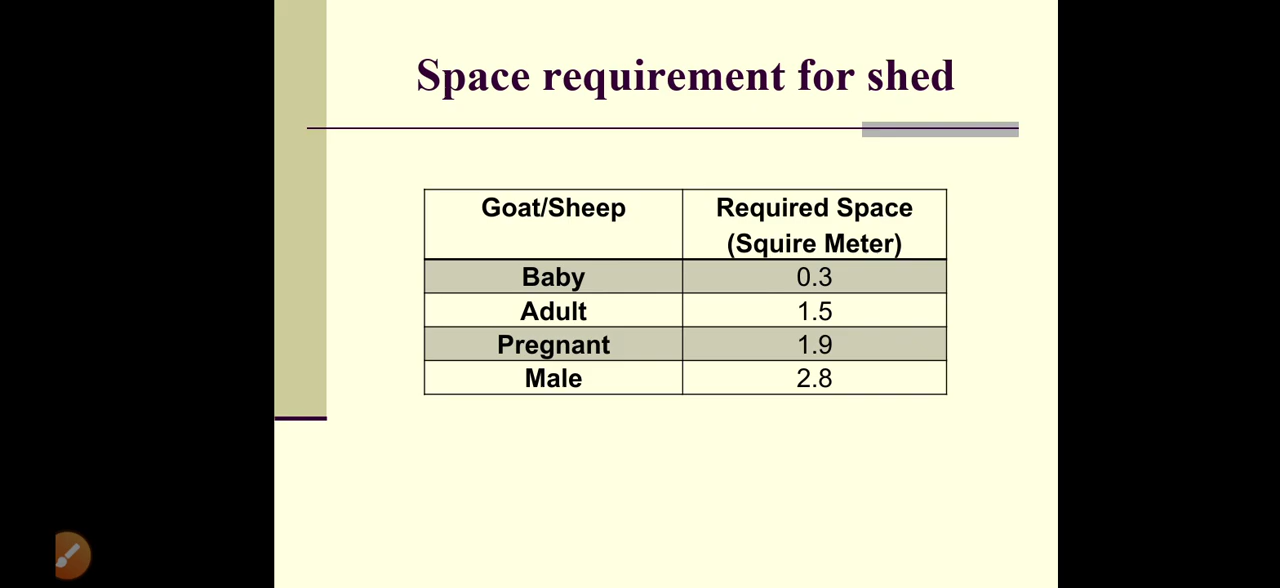 Space requirement for shed
Goat/Sheep Required Space
(Squire Meter)
Baby 0.3
Adult 1.5
Pregnant 1.9
Male 2.8